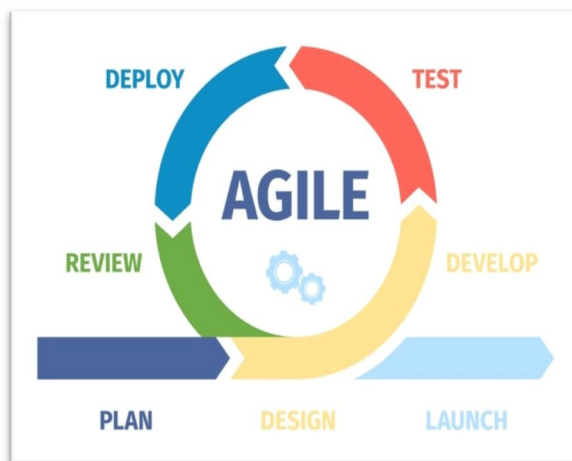 DEPLOY
TEST
AGILE
REVIEW
DEVELOP
PLAN
DESIGN
LAUNCH